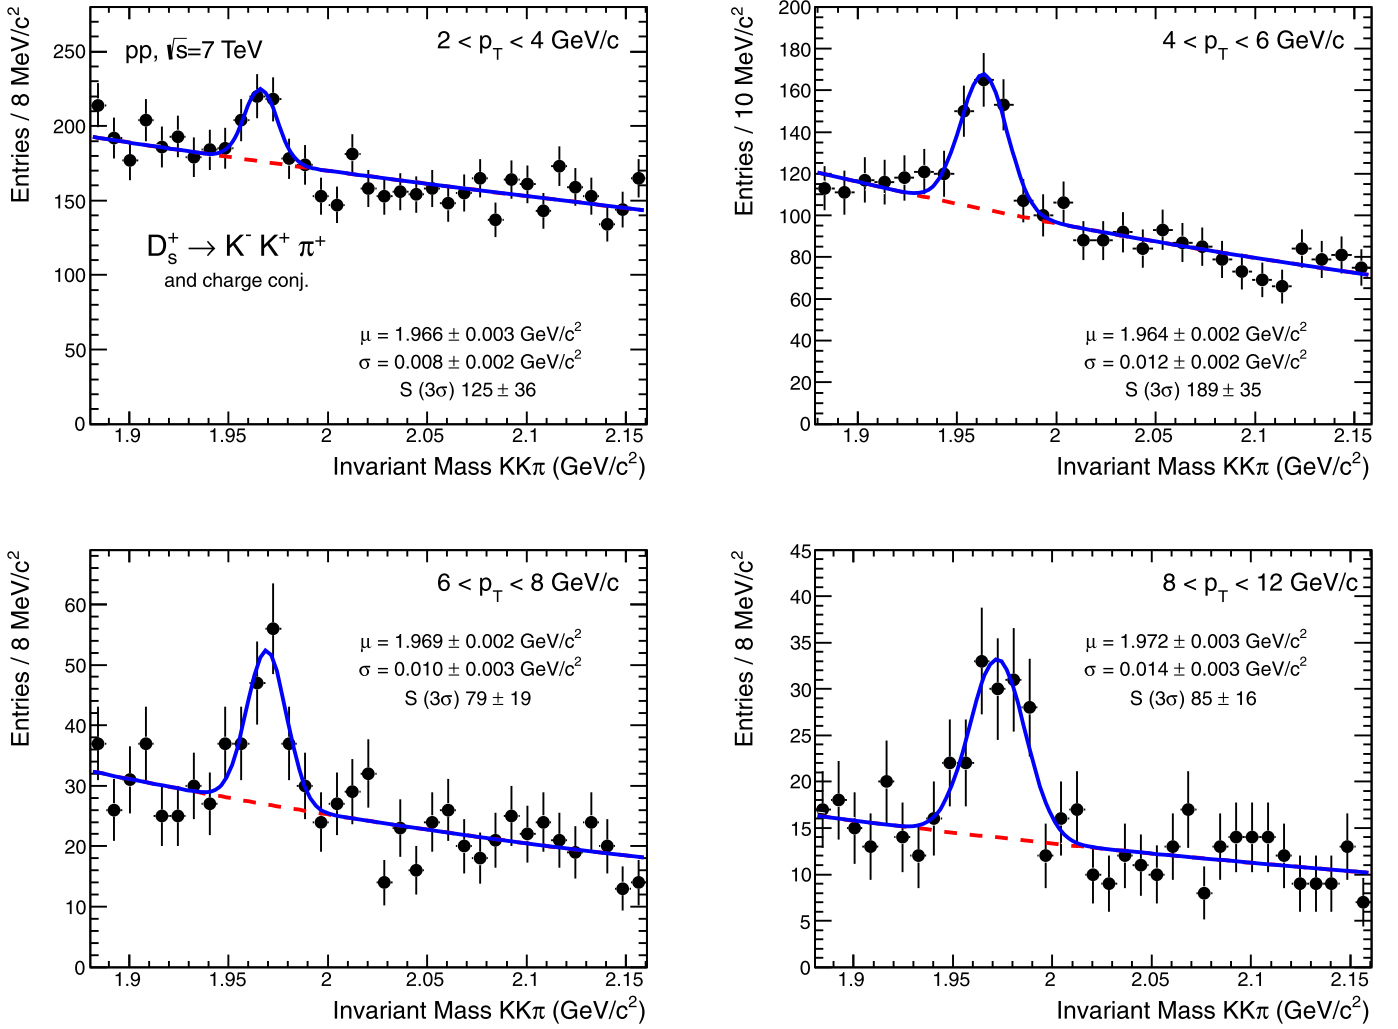 Entries / 8 MeV/c²
250
200
150
100
50
0
pp, √s=7 TeV
2 < p_T < 4 GeV/c
D_s^+ → K^- K^+ π^+
and charge conj.
μ = 1.966 ± 0.003 GeV/c²
σ = 0.008 ± 0.002 GeV/c²
S (3σ) 125 ± 36
1.9 1.95 2 2.05 2.1 2.15
Invariant Mass KKπ (GeV/c²)
Entries / 10 MeV/c²
200
180
160
140
120
100
80
60
40
20
0
4 < p_T < 6 GeV/c
μ = 1.964 ± 0.002 GeV/c²
σ = 0.012 ± 0.002 GeV/c²
S (3σ) 189 ± 35
1.9 1.95 2 2.05 2.1 2.15
Invariant Mass KKπ (GeV/c²)
Entries / 8 MeV/c²
60
50
40
30
20
10
0
6 < p_T < 8 GeV/c
μ = 1.969 ± 0.002 GeV/c²
σ = 0.010 ± 0.003 GeV/c²
S (3σ) 79 ± 19
1.9 1.95 2 2.05 2.1 2.15
Invariant Mass KKπ (GeV/c²)
Entries / 8 MeV/c²
45
40
35
30
25
20
15
10
5
0
8 < p_T < 12 GeV/c
μ = 1.972 ± 0.003 GeV/c²
σ = 0.014 ± 0.003 GeV/c²
S (3σ) 85 ± 16
1.9 1.95 2 2.05 2.1 2.15
Invariant Mass KKπ (GeV/c²)